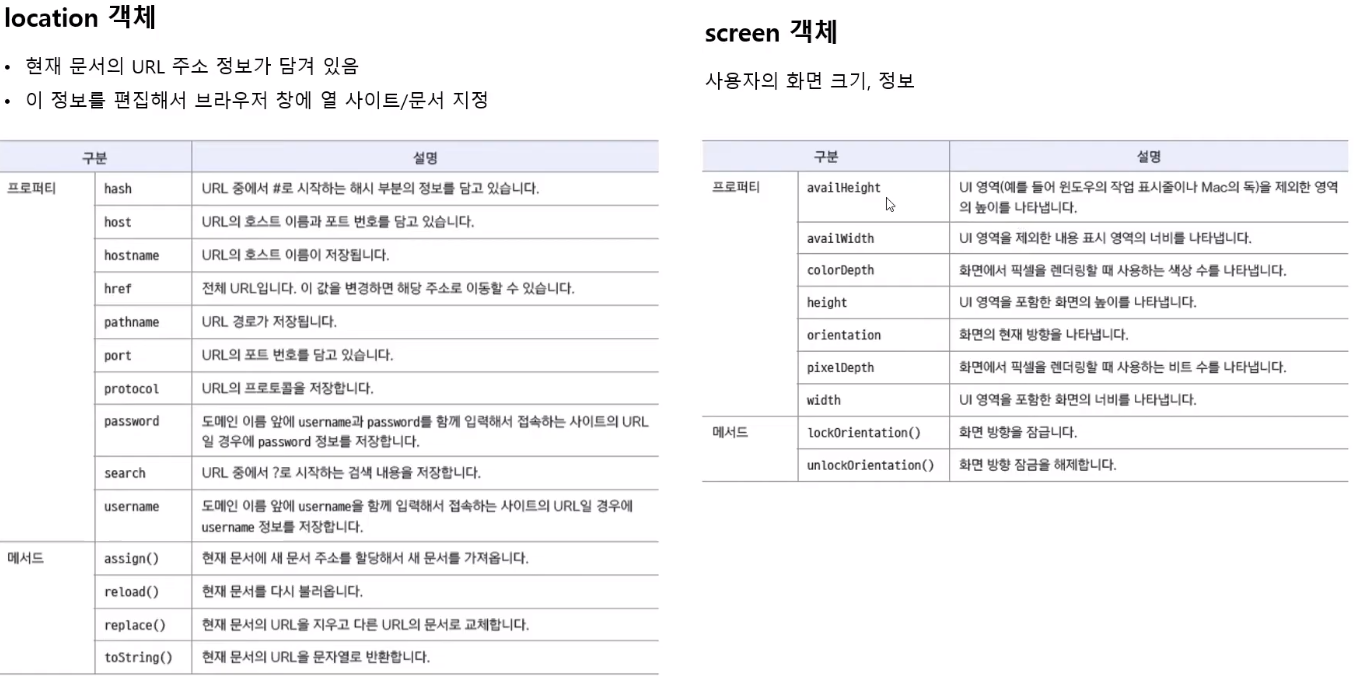 location 객체
• 현재 문서의 URL 주소 정보가 담겨 있음
• 이 정보를 편집해서 브라우저 창에 열 사이트/문서 지정
구분 설명
프로퍼티 hash URL 중에서 #로 시작하는 해시 부분의 정보를 담고 있습니다.
host URL의 호스트 이름과 포트 번호를 담고 있습니다.
hostname URL의 호스트 이름이 저장됩니다.
href 전체 URL입니다. 이 값을 변경하면 해당 주소로 이동할 수 있습니다.
pathname URL 경로가 저장됩니다.
port URL의 포트 번호를 담고 있습니다.
protocol URL의 프로토콜을 저장합니다.
password 도메인 이름 앞에 username과 password를 함께 입력해서 접속하는 사이트의 URL
일 경우에 password 정보를 저장합니다.
search URL 중에서 ?로 시작하는 검색 내용을 저장합니다.
username 도메인 이름 앞에 username을 함께 입력해서 접속하는 사이트의 URL일 경우에
username 정보를 저장합니다.
메서드 assign() 현재 문서에 새 문서 주소를 할당해서 새 문서를 가져옵니다.
reload() 현재 문서를 다시 불러옵니다.
replace() 현재 문서의 URL을 지우고 다른 URL의 문서로 교체합니다.
toString() 현재 문서의 URL을 문자열로 반환합니다.
screen 객체
사용자의 화면 크기, 정보
구분 설명
프로퍼티 availHeight UI 영역(예를 들어 윈도우의 작업 표시줄이나 Mac의 독)을 제외한 영역
의 높이를 나타냅니다.
availWidth UI 영역을 제외한 내용 표시 영역의 너비를 나타냅니다.
colorDepth 화면에서 픽셀을 렌더링할 때 사용하는 색상 수를 나타냅니다.
height UI 영역을 포함한 화면의 높이를 나타냅니다.
orientation 화면의 현재 방향을 나타냅니다.
pixelDepth 화면에서 픽셀을 렌더링할 때 사용하는 비트 수를 나타냅니다.
width UI 영역을 포함한 화면의 너비를 나타냅니다.
메서드 lockOrientation() 화면 방향을 잠급니다.
unlockOrientation() 화면 방향 잠금을 해제합니다.